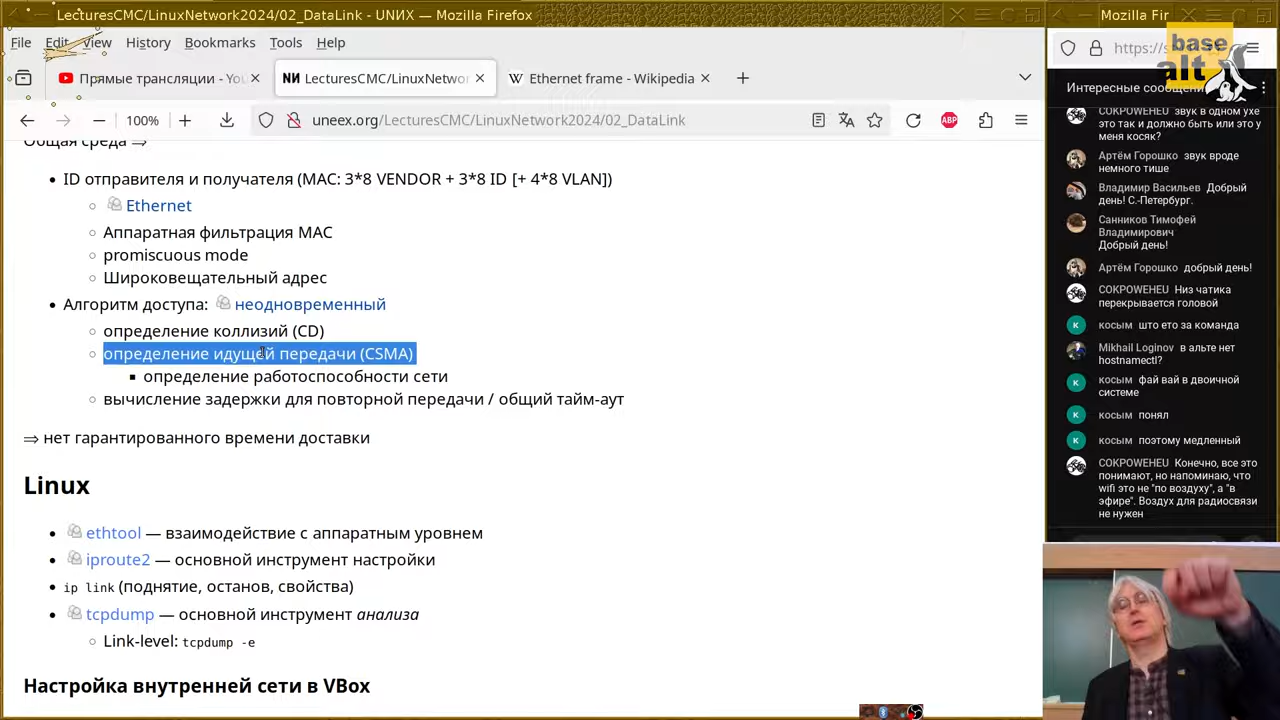 LecturesCMC/LinuxNetwork2024/02_DataLink - UNИX — Mozilla Firefox
Mozilla Fir
File Edit View History Bookmarks Tools Help
Прямые трансляции - You
NИ LecturesCMC/LinuxNetwor
W Ethernet frame - Wikipedia
100%
uneex.org/LecturesCMC/LinuxNetwork2024/02_DataLink
ABP
https://s
base
alt
Общая среда ⇒
ID отправителя и получателя (MAC: 3*8 VENDOR + 3*8 ID [+ 4*8 VLAN])
Ethernet
Аппаратная фильтрация MAC
promiscuous mode
Широковещательный адрес
Алгоритм доступа: неодновременный
определение коллизий (CD)
определение идущей передачи (CSMA)
определение работоспособности сети
вычисление задержки для повторной передачи / общий тайм-аут
⇒ нет гарантированного времени доставки
Linux
ethtool — взаимодействие с аппаратным уровнем
iproute2 — основной инструмент настройки
ip link (поднятие, останов, свойства)
tcpdump — основной инструмент анализа
Link-level: tcpdump -e
Настройка внутренней сети в VBox
Интересные сообщения
COKPOWEHEU звук в одном ухе
это так и должно быть или это у
меня косяк?
Артём Горошко звук вроде
немного тише
Владимир Васильев Добрый
день! С.-Петербург.
Санников Тимофей
Владимирович
Добрый день!
Артём Горошко добрый день!
COKPOWEHEU Низ чатика
перекрывается головой
косым што ето за команда
Mikhail Loginov в альте нет
hostnamectl?
косым фай вай в двоичной
системе
косым понял
косым поэтому медленный
COKPOWEHEU Конечно, все это
понимают, но напоминаю, что
wifi это не "по воздуху", а "в
эфире". Воздух для радиосвязи
не нужен